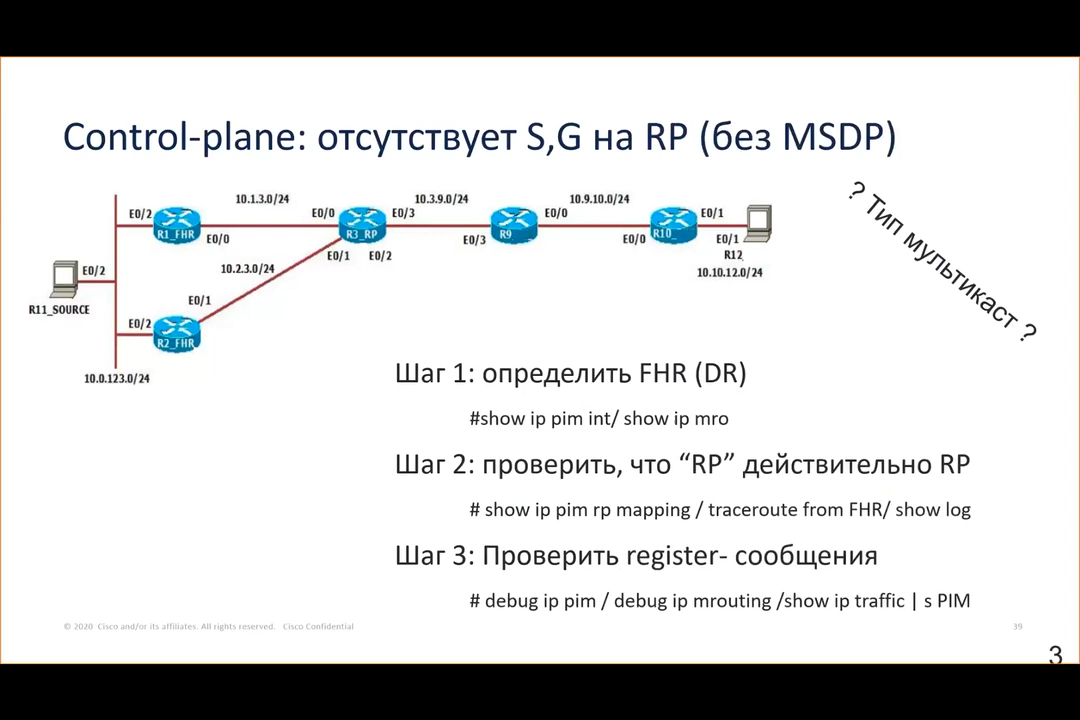 Control-plane: отсутствует S,G на RP (без MSDP)
? Тип мультикаст ?
10.1.3.0/24
10.3.9.0/24
10.9.10.0/24
E0/2
R1_FHR
E0/0
E0/0
R3_RP
E0/3
E0/3
R9
E0/0
E0/0
R10
E0/1
E0/1
R12
10.10.12.0/24
E0/1
E0/2
10.2.3.0/24
E0/2
R11_SOURCE
E0/1
E0/2
R2_FHR
10.0.123.0/24
Шаг 1: определить FHR (DR)
#show ip pim int/ show ip mro
Шаг 2: проверить, что “RP” действительно RP
# show ip pim rp mapping / traceroute from FHR/ show log
Шаг 3: Проверить register- сообщения
# debug ip pim / debug ip mrouting /show ip traffic | s PIM
© 2020 Cisco and/or its affiliates. All rights reserved. Cisco Confidential
39
3